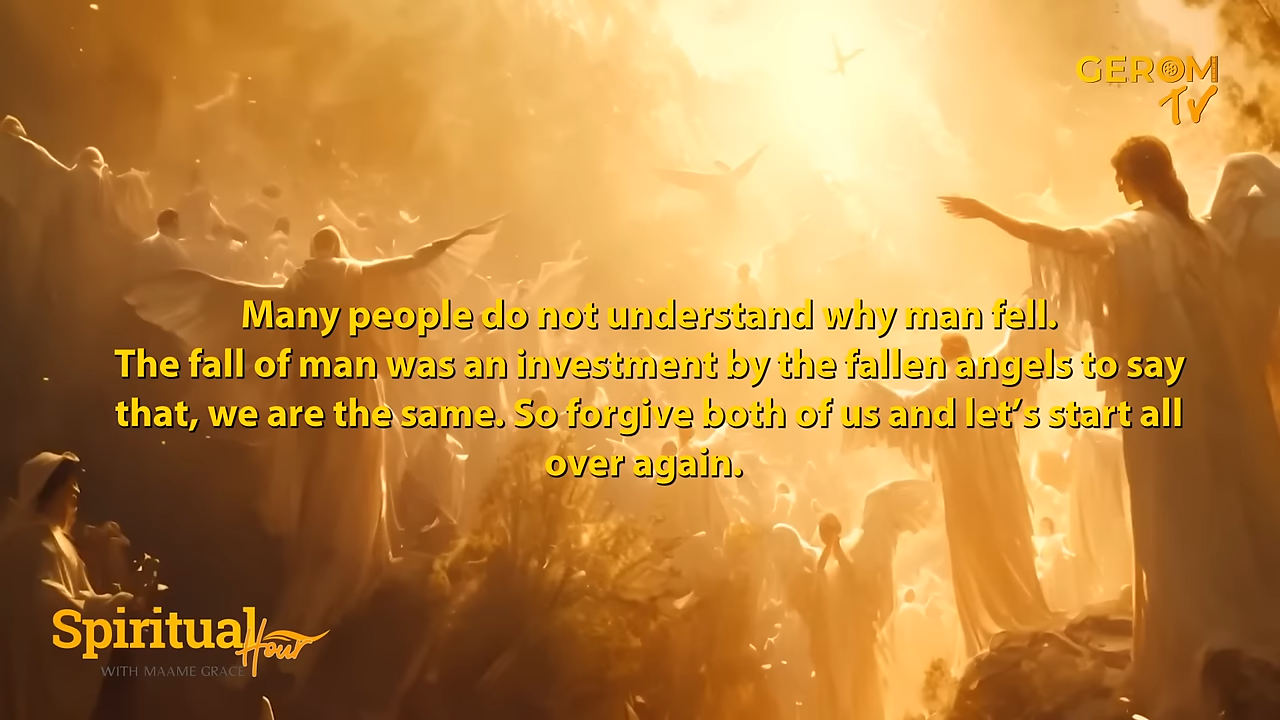 GEROM
TV
Many people do not understand why man fell.
The fall of man was an investment by the fallen angels to say
that, we are the same. So forgive both of us and let’s start all
over again.
Spiritual
Hour
WITH MAAME GRACE